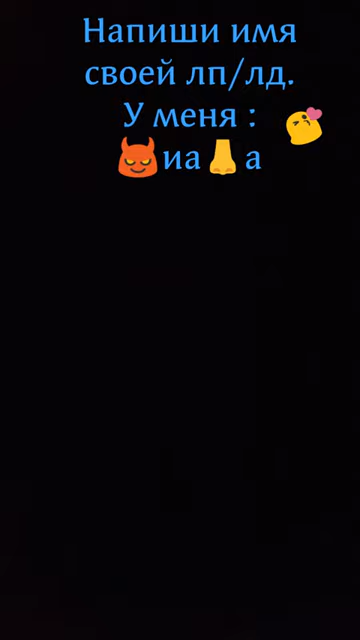 Напиши имя
своей лп/лд.
У меня : 😘
👿иа👃а